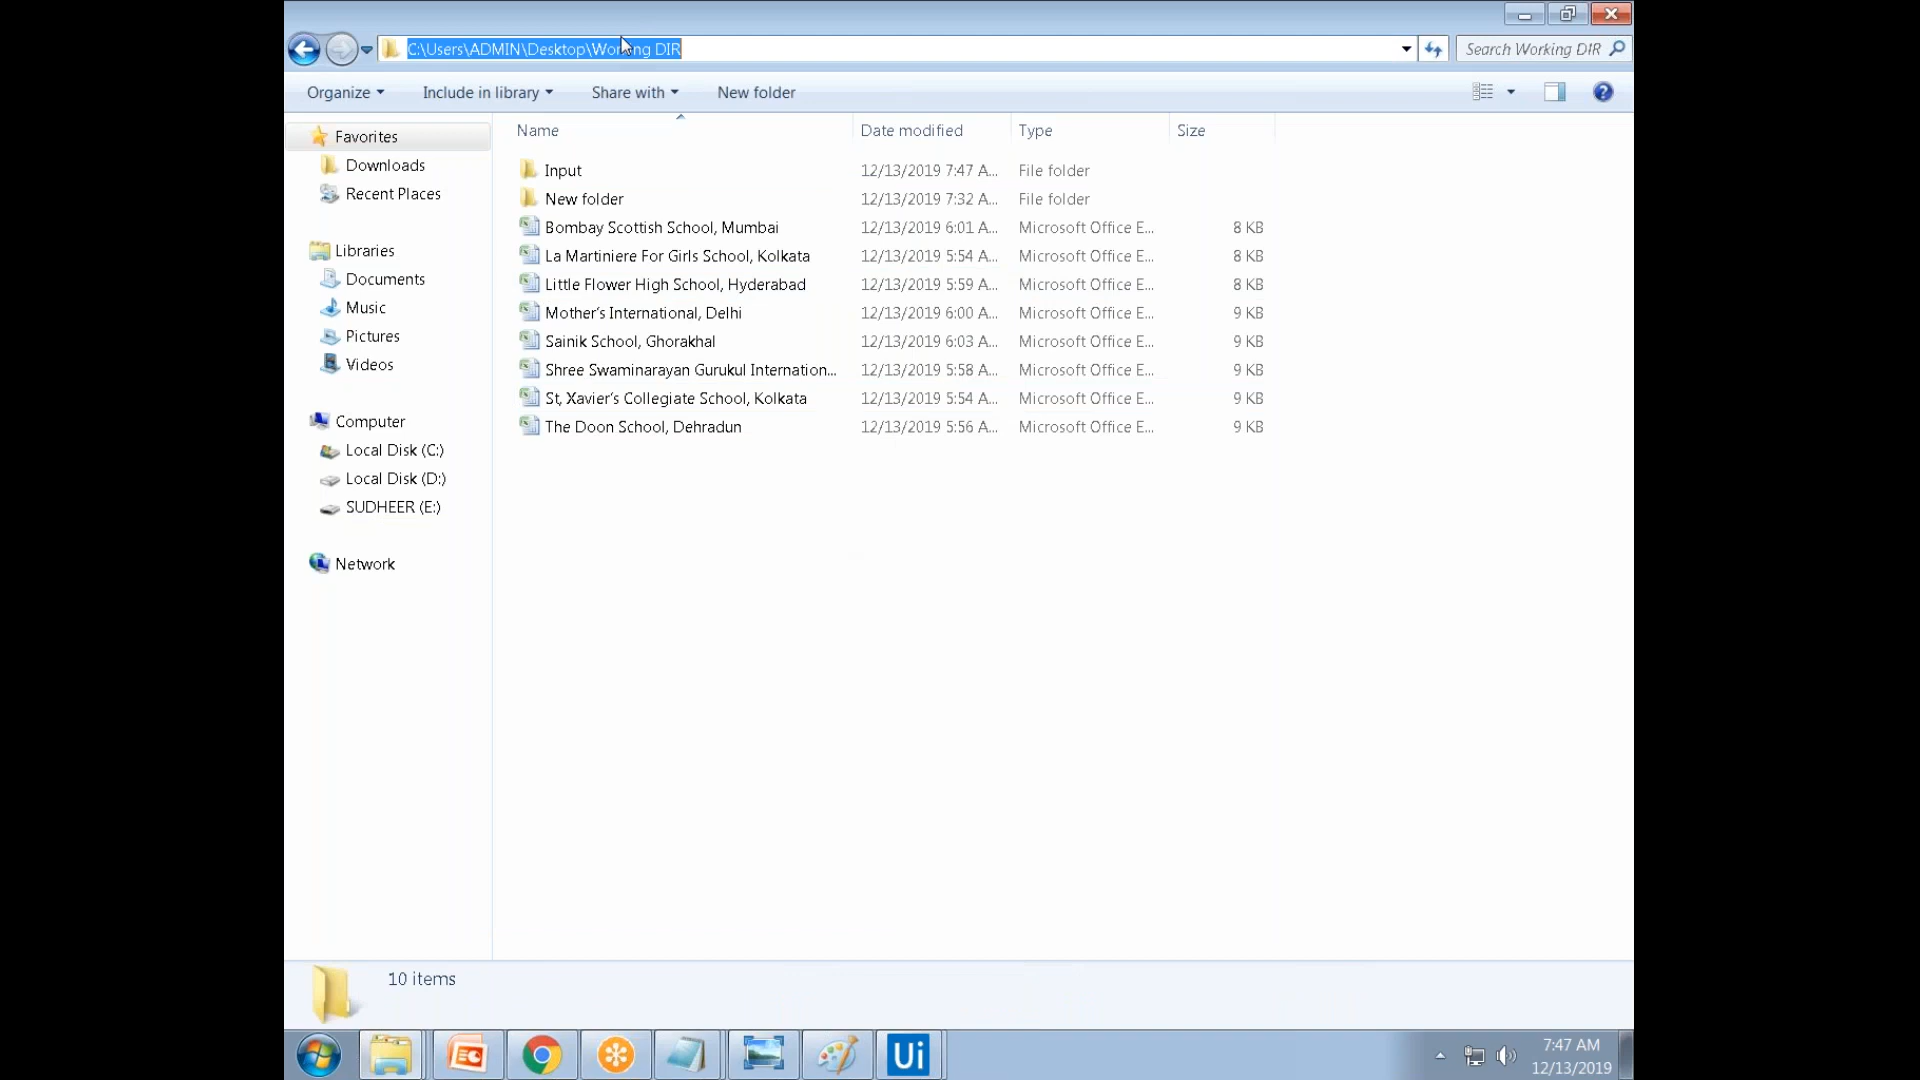 C:\Users\ADMIN\Desktop\Working DIR
Search Working DIR
Organize
Include in library
Share with
New folder
Name Date modified Type Size
Favorites
Downloads
Recent Places
Libraries
Documents
Music
Pictures
Videos
Computer
Local Disk (C:)
Local Disk (D:)
SUDHEER (E:)
Network
Input 12/13/2019 7:47 A... File folder
New folder 12/13/2019 7:32 A... File folder
Bombay Scottish School, Mumbai 12/13/2019 6:01 A... Microsoft Office E... 8 KB
La Martiniere For Girls School, Kolkata 12/13/2019 5:54 A... Microsoft Office E... 8 KB
Little Flower High School, Hyderabad 12/13/2019 5:59 A... Microsoft Office E... 8 KB
Mother's International, Delhi 12/13/2019 6:00 A... Microsoft Office E... 9 KB
Sainik School, Ghorakhal 12/13/2019 6:03 A... Microsoft Office E... 9 KB
Shree Swaminarayan Gurukul Internation... 12/13/2019 5:58 A... Microsoft Office E... 9 KB
St, Xavier's Collegiate School, Kolkata 12/13/2019 5:54 A... Microsoft Office E... 9 KB
The Doon School, Dehradun 12/13/2019 5:56 A... Microsoft Office E... 9 KB
10 items
Ui
7:47 AM
12/13/2019